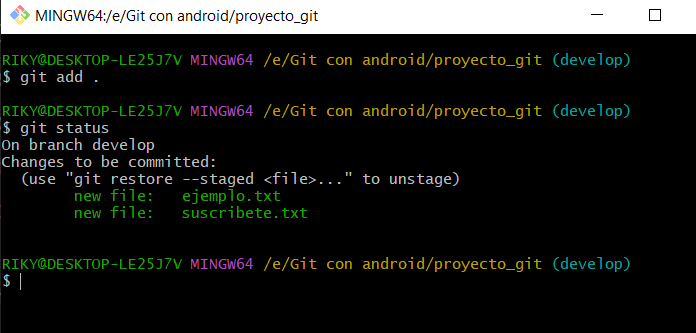 MINGW64:/e/Git con android/proyecto_git
RIKY@DESKTOP-LE25J7V MINGW64 /e/Git con android/proyecto_git (develop)
$ git add .
RIKY@DESKTOP-LE25J7V MINGW64 /e/Git con android/proyecto_git (develop)
$ git status
On branch develop
Changes to be committed:
  (use "git restore --staged <file>..." to unstage)
        new file:   ejemplo.txt
        new file:   suscribete.txt
RIKY@DESKTOP-LE25J7V MINGW64 /e/Git con android/proyecto_git (develop)
$